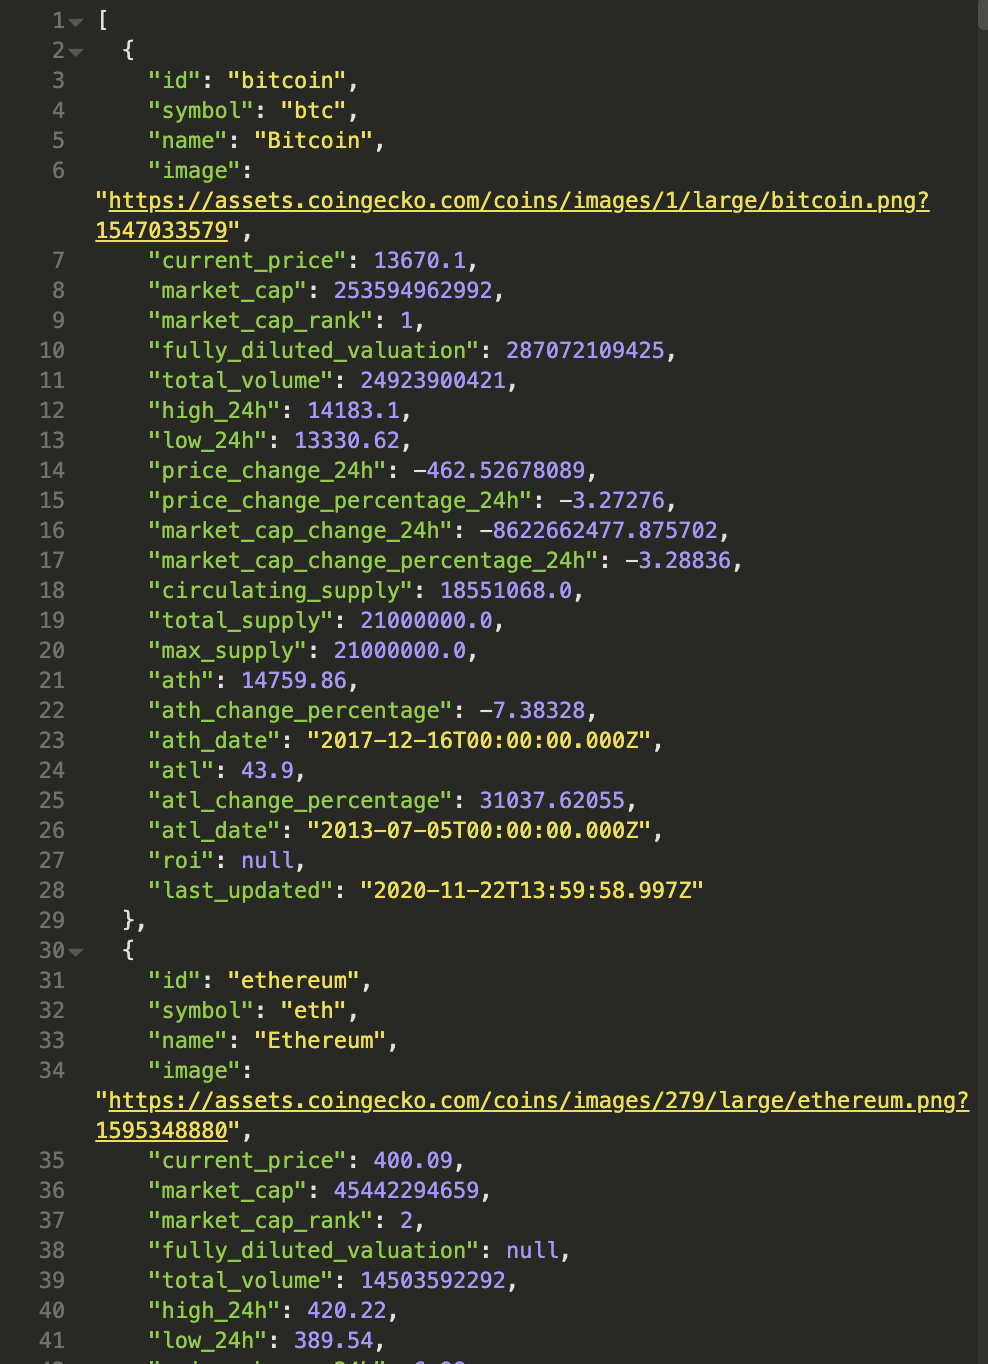 1 [
2 {
3 "id": "bitcoin",
4 "symbol": "btc",
5 "name": "Bitcoin",
6 "image":
"https://assets.coingecko.com/coins/images/1/large/bitcoin.png?
1547033579",
7 "current_price": 13670.1,
8 "market_cap": 253594962992,
9 "market_cap_rank": 1,
10 "fully_diluted_valuation": 287072109425,
11 "total_volume": 24923900421,
12 "high_24h": 14183.1,
13 "low_24h": 13330.62,
14 "price_change_24h": -462.52678089,
15 "price_change_percentage_24h": -3.27276,
16 "market_cap_change_24h": -8622662477.875702,
17 "market_cap_change_percentage_24h": -3.28836,
18 "circulating_supply": 18551068.0,
19 "total_supply": 21000000.0,
20 "max_supply": 21000000.0,
21 "ath": 14759.86,
22 "ath_change_percentage": -7.38328,
23 "ath_date": "2017-12-16T00:00:00.000Z",
24 "atl": 43.9,
25 "atl_change_percentage": 31037.62055,
26 "atl_date": "2013-07-05T00:00:00.000Z",
27 "roi": null,
28 "last_updated": "2020-11-22T13:59:58.997Z"
29 },
30 {
31 "id": "ethereum",
32 "symbol": "eth",
33 "name": "Ethereum",
34 "image":
"https://assets.coingecko.com/coins/images/279/large/ethereum.png?
1595348880",
35 "current_price": 400.09,
36 "market_cap": 45442294659,
37 "market_cap_rank": 2,
38 "fully_diluted_valuation": null,
39 "total_volume": 14503592292,
40 "high_24h": 420.22,
41 "low_24h": 389.54,